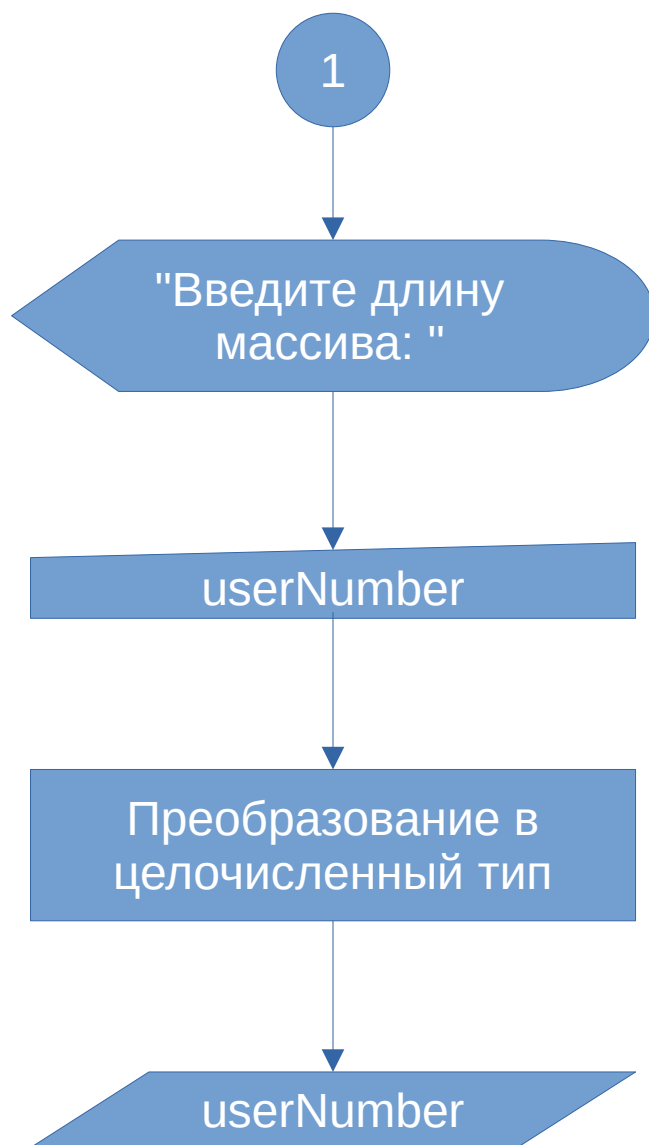 1
"Введите длину
массива: "
userNumber
Преобразование в
целочисленный тип
userNumber